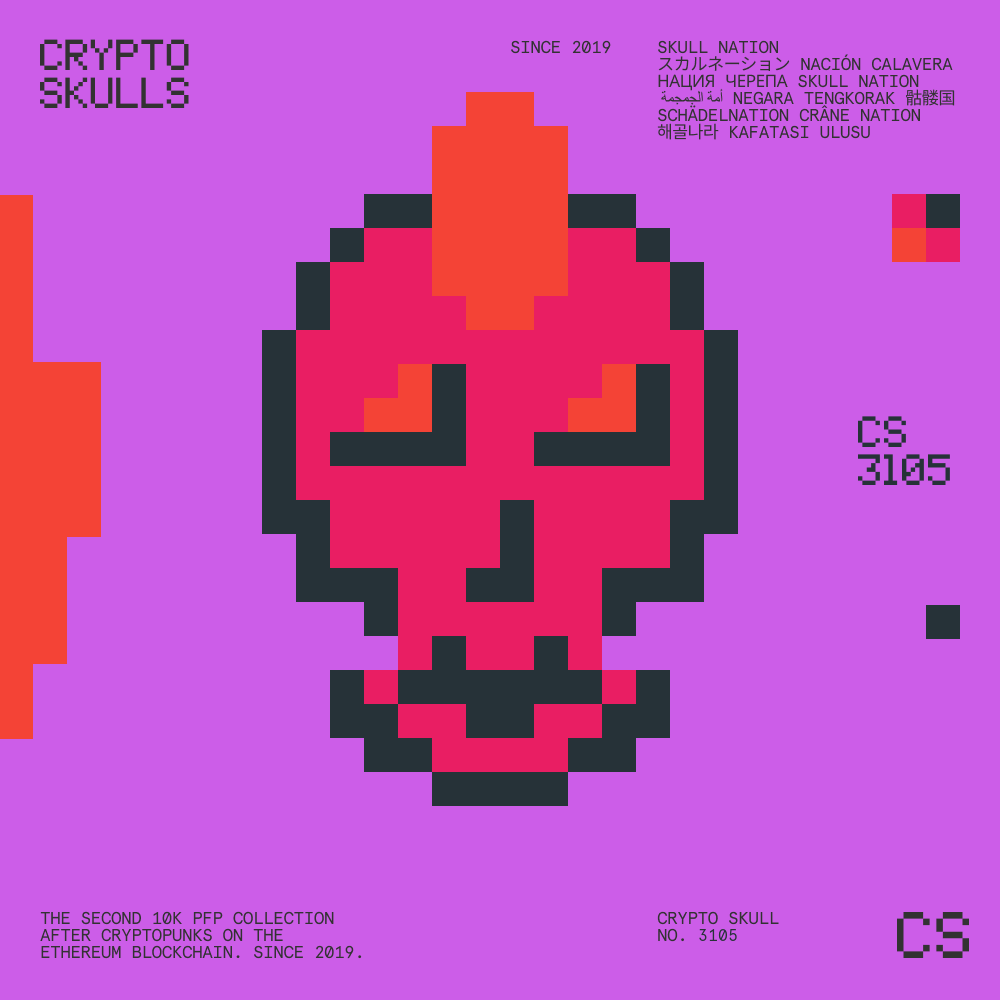 CRYPTO
SKULLS
SINCE 2019
SKULL NATION
スカルネーション NACIÓN CALAVERA
НАЦИЯ ЧЕРЕПА SKULL NATION
أمة الجمجمة NEGARA TENGKORAK 骷髅国
SCHÄDELNATION CRÂNE NATION
해골나라 KAFATASI ULUSU
CS
3105
THE SECOND 10K PFP COLLECTION
AFTER CRYPTOPUNKS ON THE
ETHEREUM BLOCKCHAIN. SINCE 2019.
CRYPTO SKULL
NO. 3105
CS